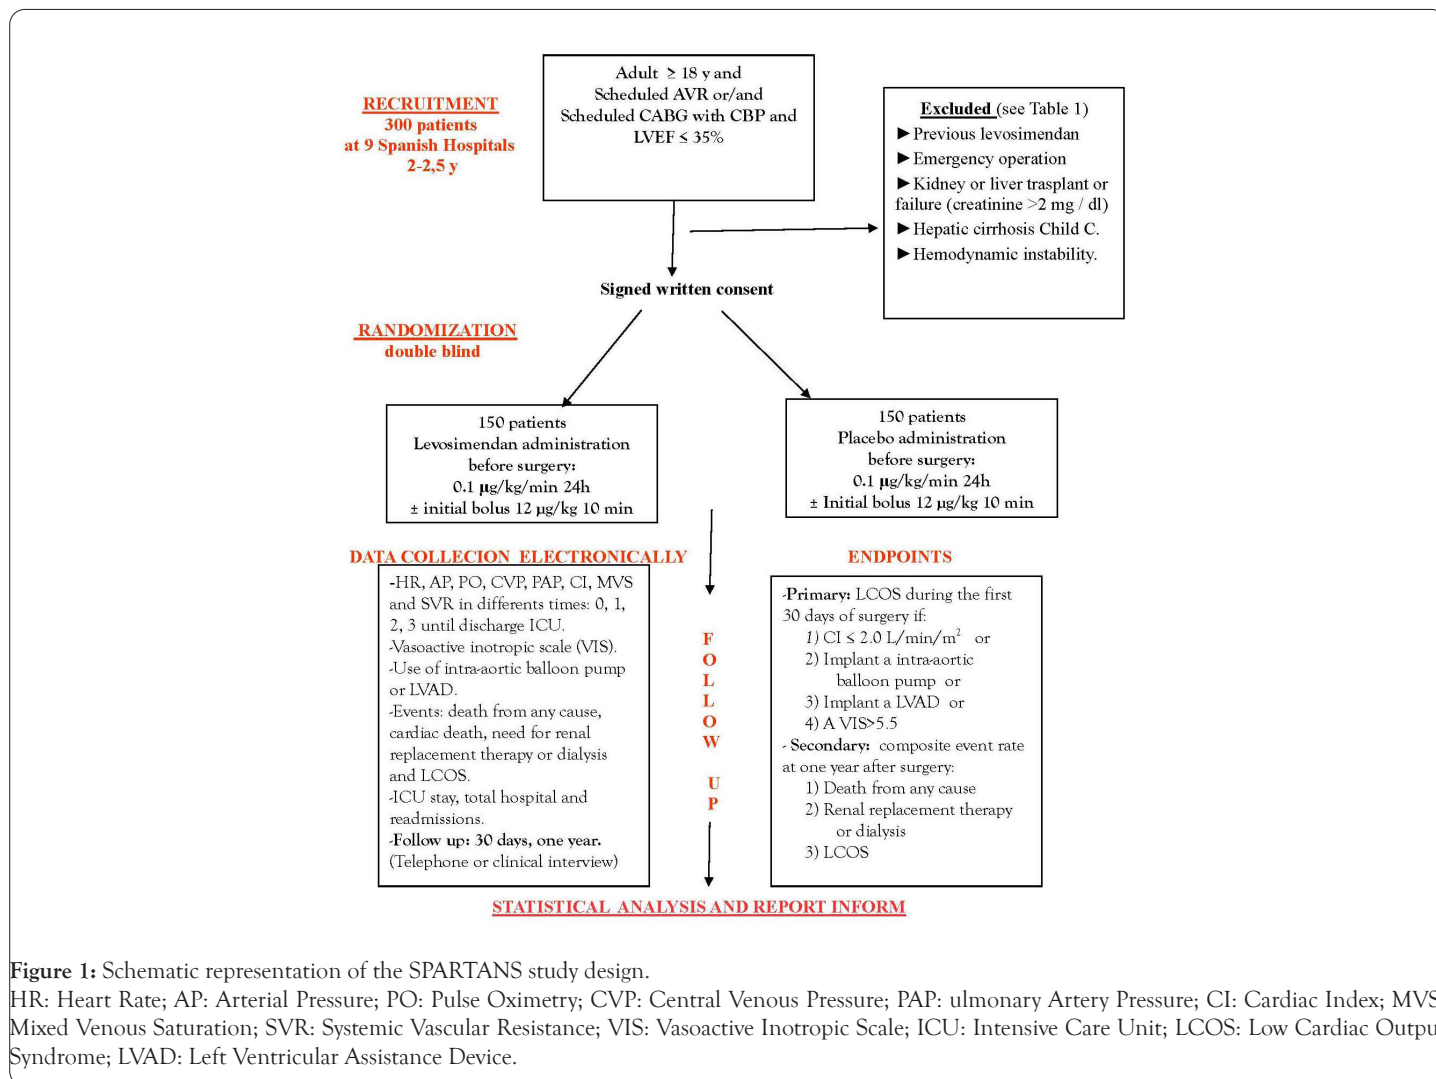 Adult ≥ 18 y and
Scheduled AVR or/and
Scheduled CABG with CBP and
LVEF ≤ 35%
RECRUITMENT
300 patients
at 9 Spanish Hospitals
2-2,5 y
Excluded (see Table 1)
►Previous levosimendan
►Emergency operation
►Kidney or liver trasplant or
failure (creatinine >2 mg / dl)
►Hepatic cirrhosis Child C.
►Hemodynamic instability.
Signed written consent
RANDOMIZATION
double blind
150 patients
Levosimendan administration
before surgery:
0.1 µg/kg/min 24h
± initial bolus 12 µg/kg 10 min
150 patients
Placebo administration
before surgery:
0.1 µg/kg/min 24h
± Initial bolus 12 µg/kg 10 min
DATA COLLECION ELECTRONICALLY
-HR, AP, PO, CVP, PAP, CI, MVS
and SVR in differents times: 0, 1,
2, 3 until discharge ICU.
-Vasoactive inotropic scale (VIS).
-Use of intra-aortic balloon pump
or LVAD.
-Events: death from any cause,
cardiac death, need for renal
replacement therapy or dialysis
and LCOS.
-ICU stay, total hospital and
readmissions.
-Follow up: 30 days, one year.
(Telephone or clinical interview)
F
O
L
L
O
W
U
P
ENDPOINTS
-Primary: LCOS during the first
30 days of surgery if:
1) CI ≤ 2.0 L/min/m² or
2) Implant a intra-aortic
balloon pump or
3) Implant a LVAD or
4) A VIS>5.5
- Secondary: composite event rate
at one year after surgery:
1) Death from any cause
2) Renal replacement therapy
or dialysis
3) LCOS
STATISTICAL ANALYSIS AND REPORT INFORM
Figure 1: Schematic representation of the SPARTANS study design.
HR: Heart Rate; AP: Arterial Pressure; PO: Pulse Oximetry; CVP: Central Venous Pressure; PAP: ulmonary Artery Pressure; CI: Cardiac Index; MVS
Mixed Venous Saturation; SVR: Systemic Vascular Resistance; VIS: Vasoactive Inotropic Scale; ICU: Intensive Care Unit; LCOS: Low Cardiac Outpu
Syndrome; LVAD: Left Ventricular Assistance Device.